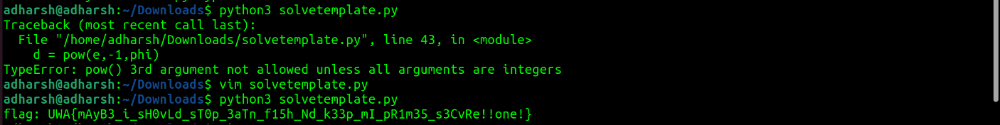 adharsh@adharsh:~/Downloads$ python3 solvetemplate.py
Traceback (most recent call last):
  File "/home/adharsh/Downloads/solvetemplate.py", line 43, in <module>
    d = pow(e,-1,phi)
TypeError: pow() 3rd argument not allowed unless all arguments are integers
adharsh@adharsh:~/Downloads$ vim solvetemplate.py
adharsh@adharsh:~/Downloads$ python3 solvetemplate.py
flag: UWA{mAyB3_i_sH0vLd_sT0p_3aTn_f15h_Nd_k33p_mI_pR1m35_s3CvRe!!one!}